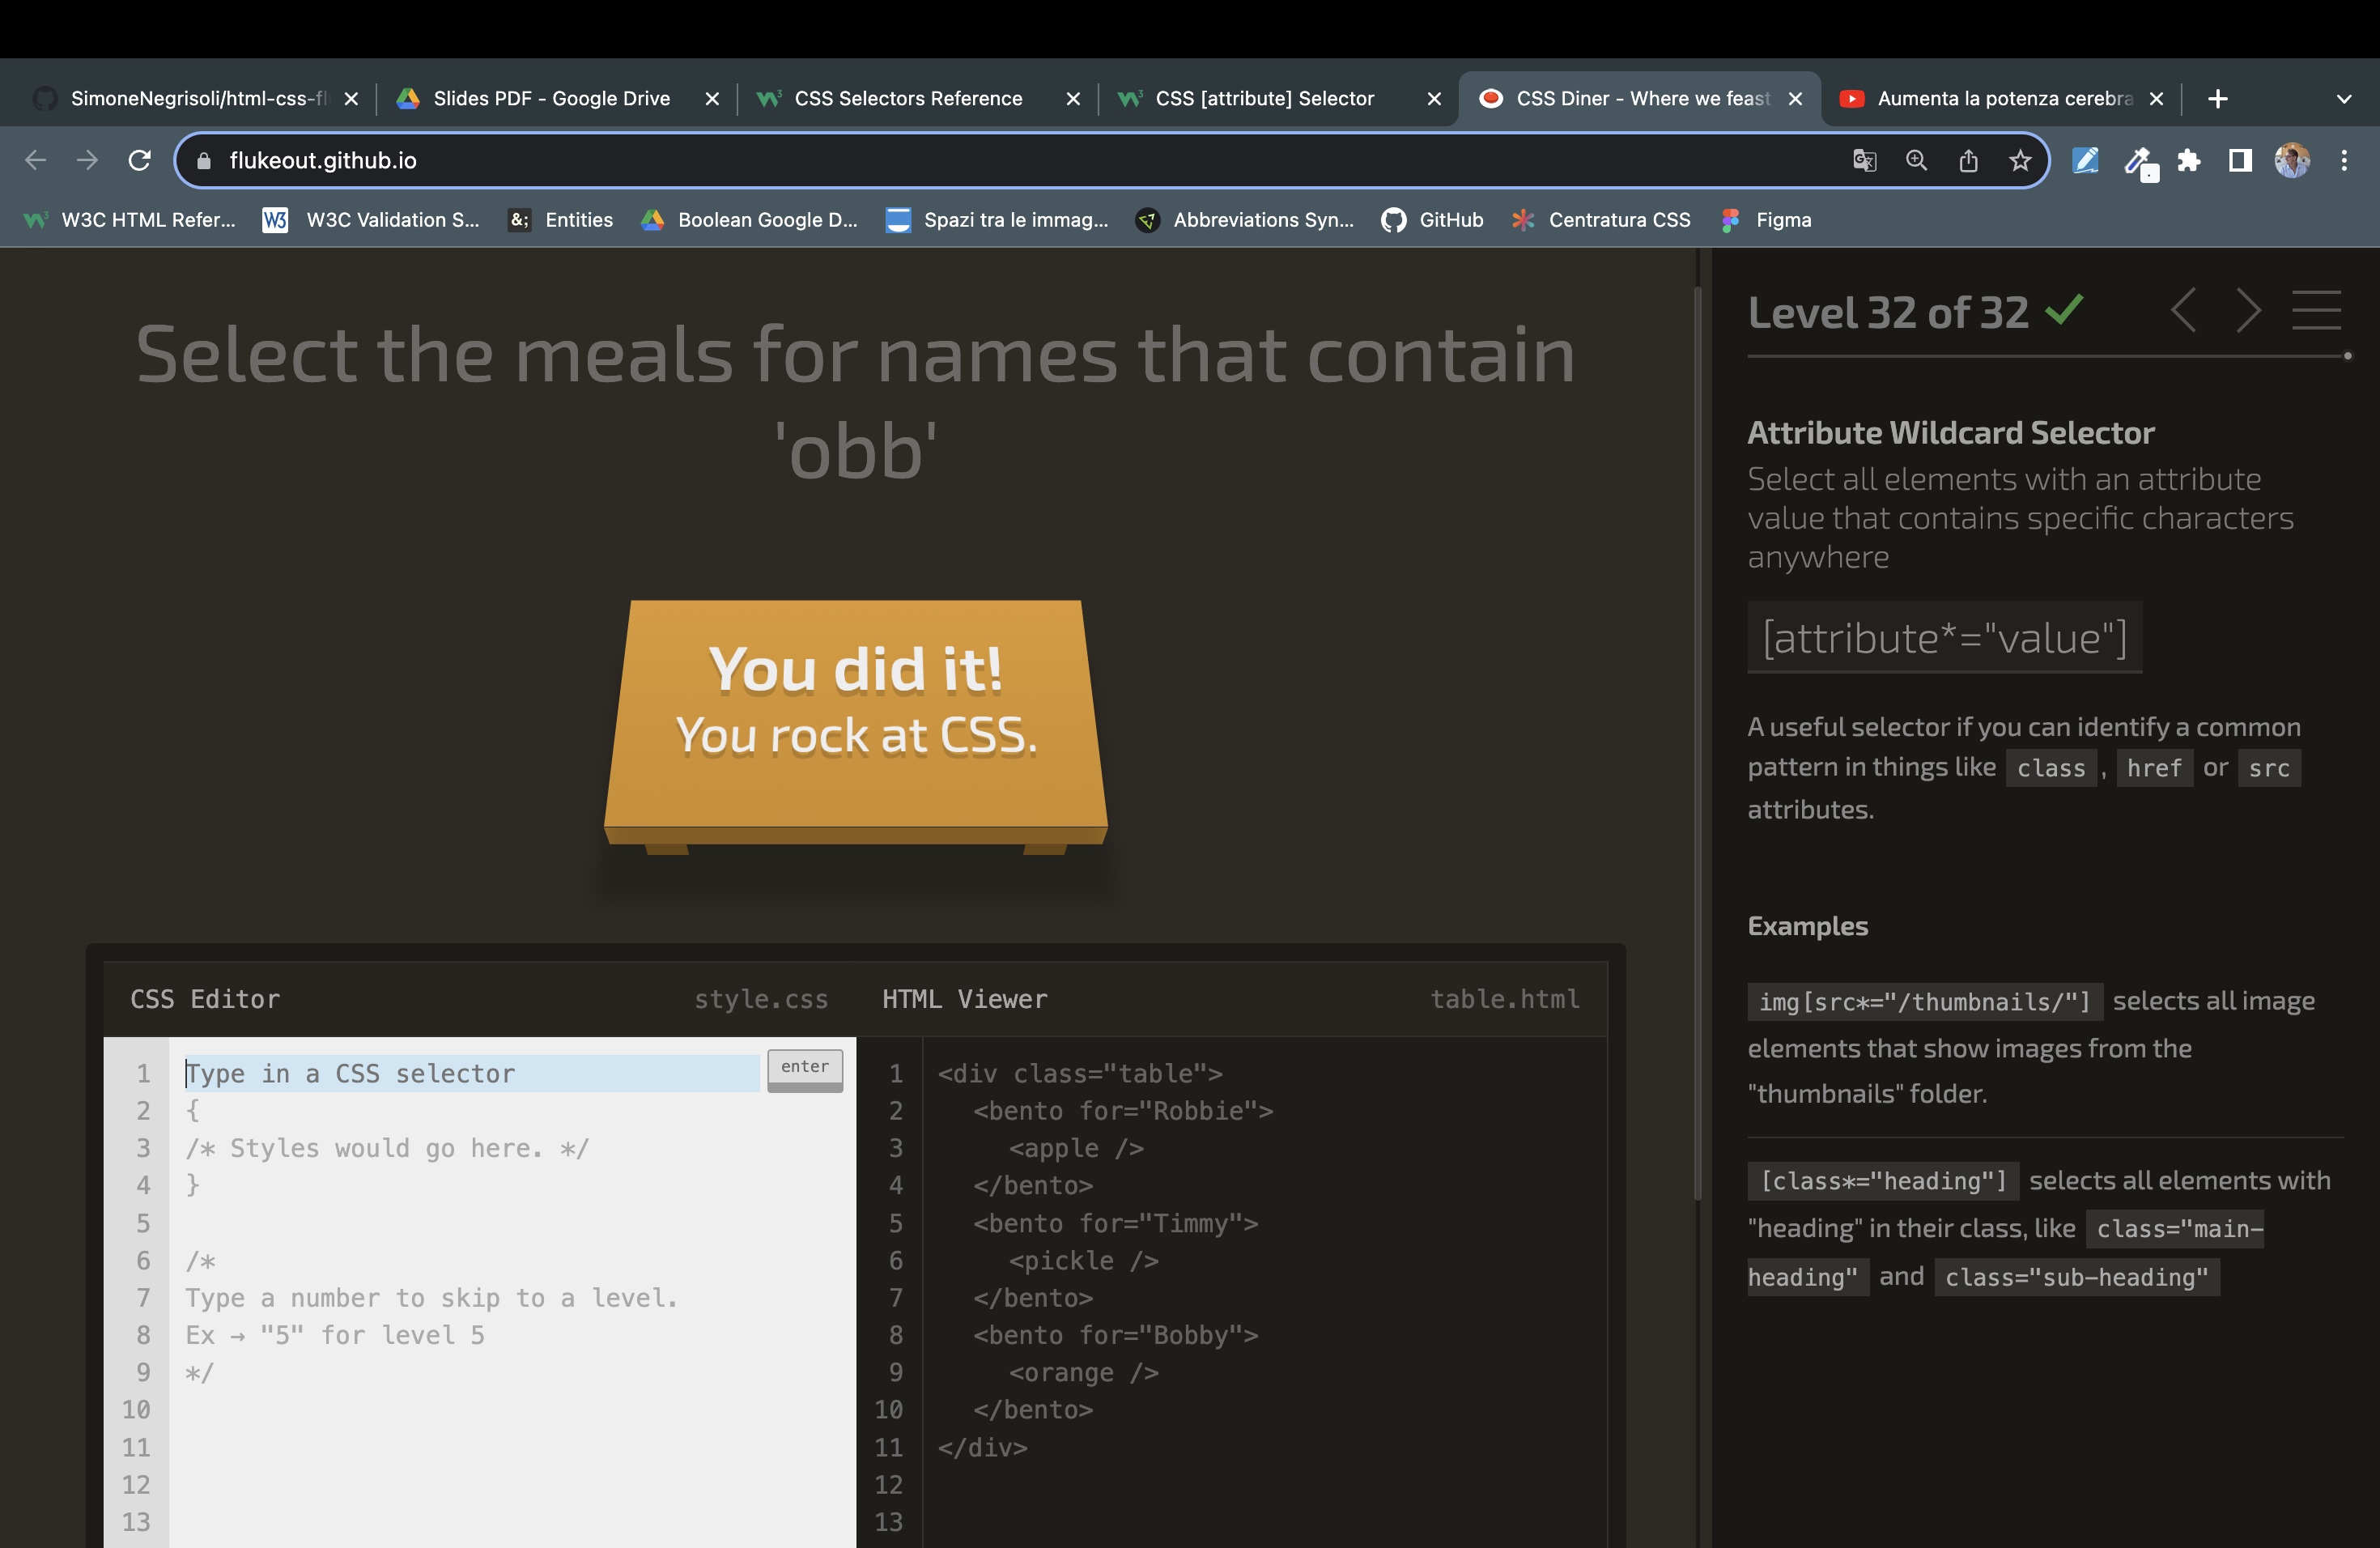 SimoneNegrisoli/html-css-fl
Slides PDF - Google Drive
CSS Selectors Reference
CSS [attribute] Selector
CSS Diner - Where we feast
Aumenta la potenza cerebra
flukeout.github.io
W3C HTML Refer...
W3C Validation S...
Entities
Boolean Google D...
Spazi tra le immag...
Abbreviations Syn...
GitHub
Centratura CSS
Figma
Select the meals for names that contain
'obb'
You did it!
You rock at CSS.
CSS Editor
style.css
1 Type in a CSS selector
enter
2 {
3 /* Styles would go here. */
4 }
5
6 /*
7 Type a number to skip to a level.
8 Ex → "5" for level 5
9 */
10
11
12
13
HTML Viewer
table.html
1 <div class="table">
2 <bento for="Robbie">
3 <apple />
4 </bento>
5 <bento for="Timmy">
6 <pickle />
7 </bento>
8 <bento for="Bobby">
9 <orange />
10 </bento>
11 </div>
12
13
Level 32 of 32
Attribute Wildcard Selector
Select all elements with an attribute
value that contains specific characters
anywhere
[attribute*="value"]
A useful selector if you can identify a common
pattern in things like class , href or src
attributes.
Examples
img[src*="/thumbnails/"] selects all image
elements that show images from the
"thumbnails" folder.
[class*="heading"] selects all elements with
"heading" in their class, like class="main-
heading" and class="sub-heading"